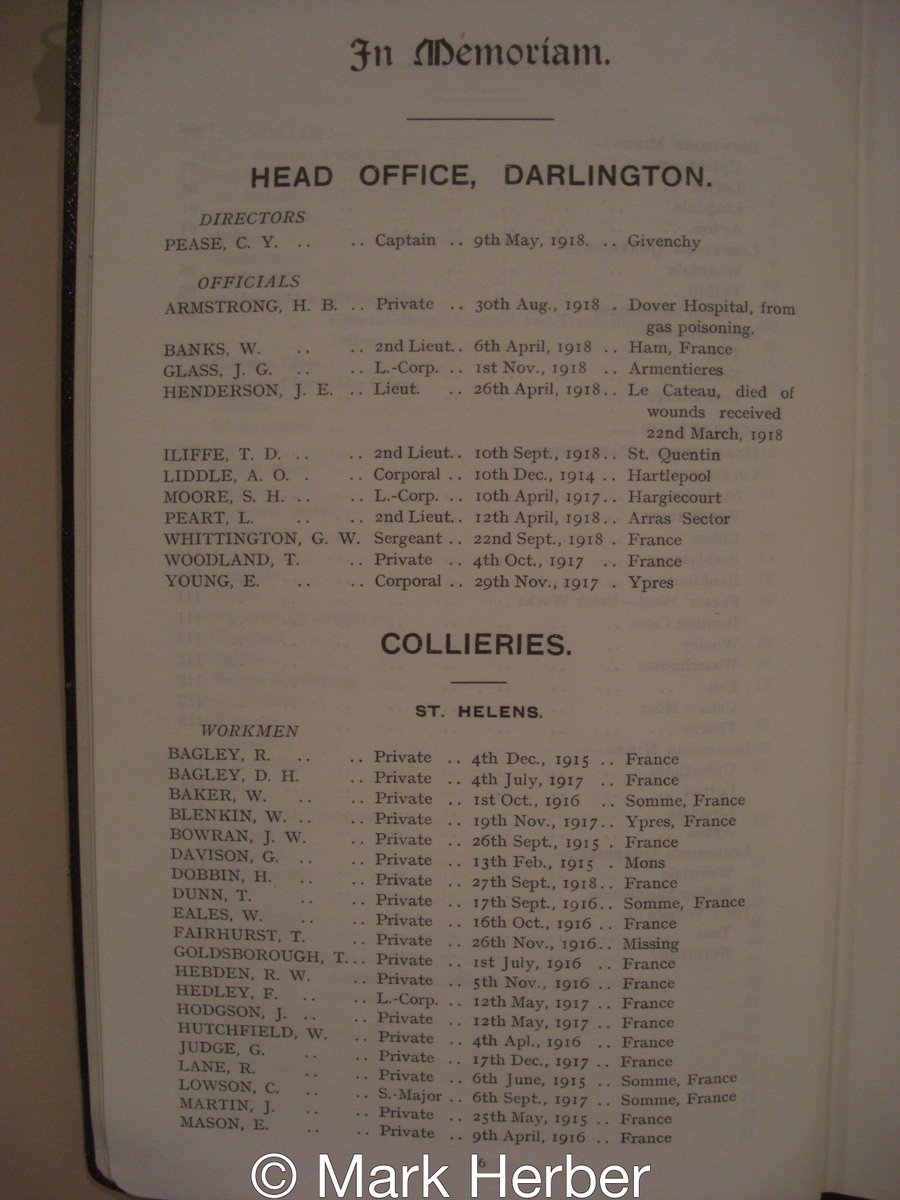 In Memoriam.
HEAD OFFICE, DARLINGTON.
DIRECTORS
PEASE, C. Y. .. .. Captain .. 9th May, 1918. .. Givenchy
OFFICIALS
ARMSTRONG, H. B. .. Private .. 30th Aug., 1918 . Dover Hospital, from
gas poisoning.
BANKS, W. .. .. 2nd Lieut.. 6th April, 1918 .. Ham, France
GLASS, J. G. .. .. L.-Corp. .. 1st Nov., 1918 .. Armentieres
HENDERSON, J. E. .. Lieut. .. 26th April, 1918.. Le Cateau, died of
wounds received
22nd March, 1918
ILIFFE, T. D. .. .. 2nd Lieut.. 10th Sept., 1918.. St. Quentin
LIDDLE, A. O. . .. Corporal .. 10th Dec., 1914 .. Hartlepool
MOORE, S. H. .. .. L.-Corp. .. 10th April, 1917.. Hargiecourt
PEART, L. .. .. 2nd Lieut.. 12th April, 1918.. Arras Sector
WHITTINGTON, G. W. Sergeant .. 22nd Sept., 1918 . France
WOODLAND, T. .. Private .. 4th Oct., 1917 .. France
YOUNG, E. .. .. Corporal .. 29th Nov., 1917 . Ypres
COLLIERIES.
ST. HELENS.
WORKMEN
BAGLEY, R. .. .. Private .. 4th Dec., 1915 .. France
BAGLEY, D. H. .. Private .. 4th July, 1917 .. France
BAKER, W. .. .. Private .. 1st Oct., 1916 .. Somme, France
BLENKIN, W. .. .. Private .. 19th Nov., 1917.. Ypres, France
BOWRAN, J. W. .. Private .. 26th Sept., 1915 . France
DAVISON, G. .. .. Private .. 13th Feb., 1915 . Mons
DOBBIN, H. .. .. Private .. 27th Sept., 1918.. France
DUNN, T. .. .. Private .. 17th Sept., 1916.. Somme, France
EALES, W. .. .. Private .. 16th Oct., 1916 .. France
FAIRHURST, T. .. Private .. 26th Nov., 1916.. Missing
GOLDSBOROUGH, T... Private .. 1st July, 1916 .. France
HEBDEN, R. W. .. Private .. 5th Nov., 1916 .. France
HEDLEY, F. .. .. L.-Corp. .. 12th May, 1917 .. France
HODGSON, J. .. .. Private .. 12th May, 1917 .. France
HUTCHFIELD, W. .. Private .. 4th Apl., 1916 .. France
JUDGE, G. .. .. Private .. 17th Dec., 1917 .. France
LANE, R. .. .. Private .. 6th June, 1915 .. Somme, France
LOWSON, C. .. .. S.-Major .. 6th Sept., 1917 .. Somme, France
MARTIN, J. .. .. Private .. 25th May, 1915 .. France
MASON, E. .. .. Private .. 9th April, 1916 .. France
6
© Mark Herber